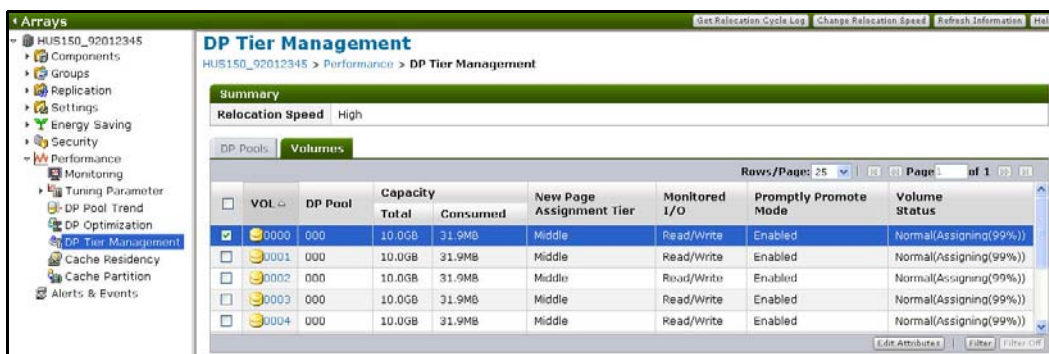 Arrays
Get Relocation Cycle Log Change Relocation Speed Refresh Information Hel
HUS150_92012345
Components
Groups
Replication
Settings
Energy Saving
Security
Performance
Monitoring
Tuning Parameter
DP Pool Trend
DP Optimization
DP Tier Management
Cache Residency
Cache Partition
Alerts & Events
DP Tier Management
HUS150_92012345 > Performance > DP Tier Management
Summary
Relocation Speed High
DP Pools Volumes
Rows/Page: 25 Page 1 of 1
VOL DP Pool Capacity Total Consumed New Page Assignment Tier Monitored I/O Promptly Promote Mode Volume Status
0000 000 10.0GB 31.9MB Middle Read/Write Enabled Normal(Assigning(99%))
0001 000 10.0GB 31.9MB Middle Read/Write Enabled Normal(Assigning(99%))
0002 000 10.0GB 31.9MB Middle Read/Write Enabled Normal(Assigning(99%))
0003 000 10.0GB 31.9MB Middle Read/Write Enabled Normal(Assigning(99%))
0004 000 10.0GB 31.9MB Middle Read/Write Enabled Normal(Assigning(99%))
Edit Attributes | Filter Filter Off